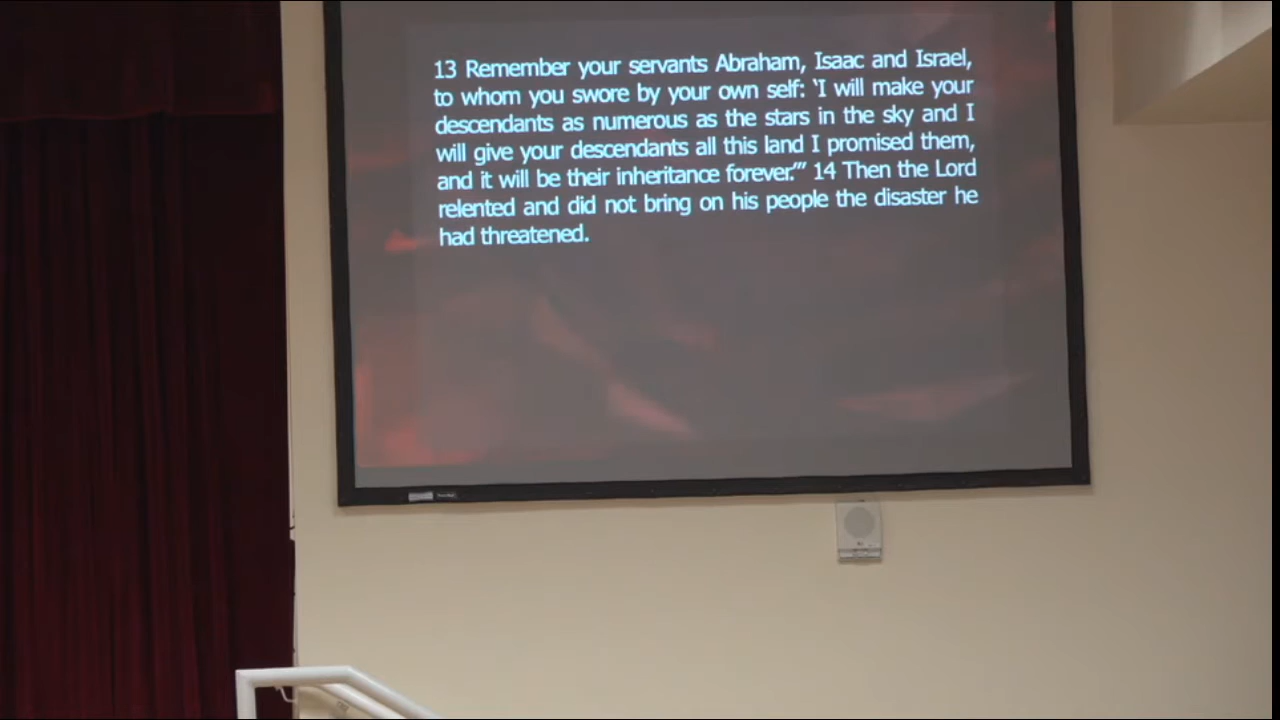 13 Remember your servants Abraham, Isaac and Israel,
to whom you swore by your own self: ‘I will make your
descendants as numerous as the stars in the sky and I
will give your descendants all this land I promised them,
and it will be their inheritance forever.’” 14 Then the Lord
relented and did not bring on his people the disaster he
had threatened.